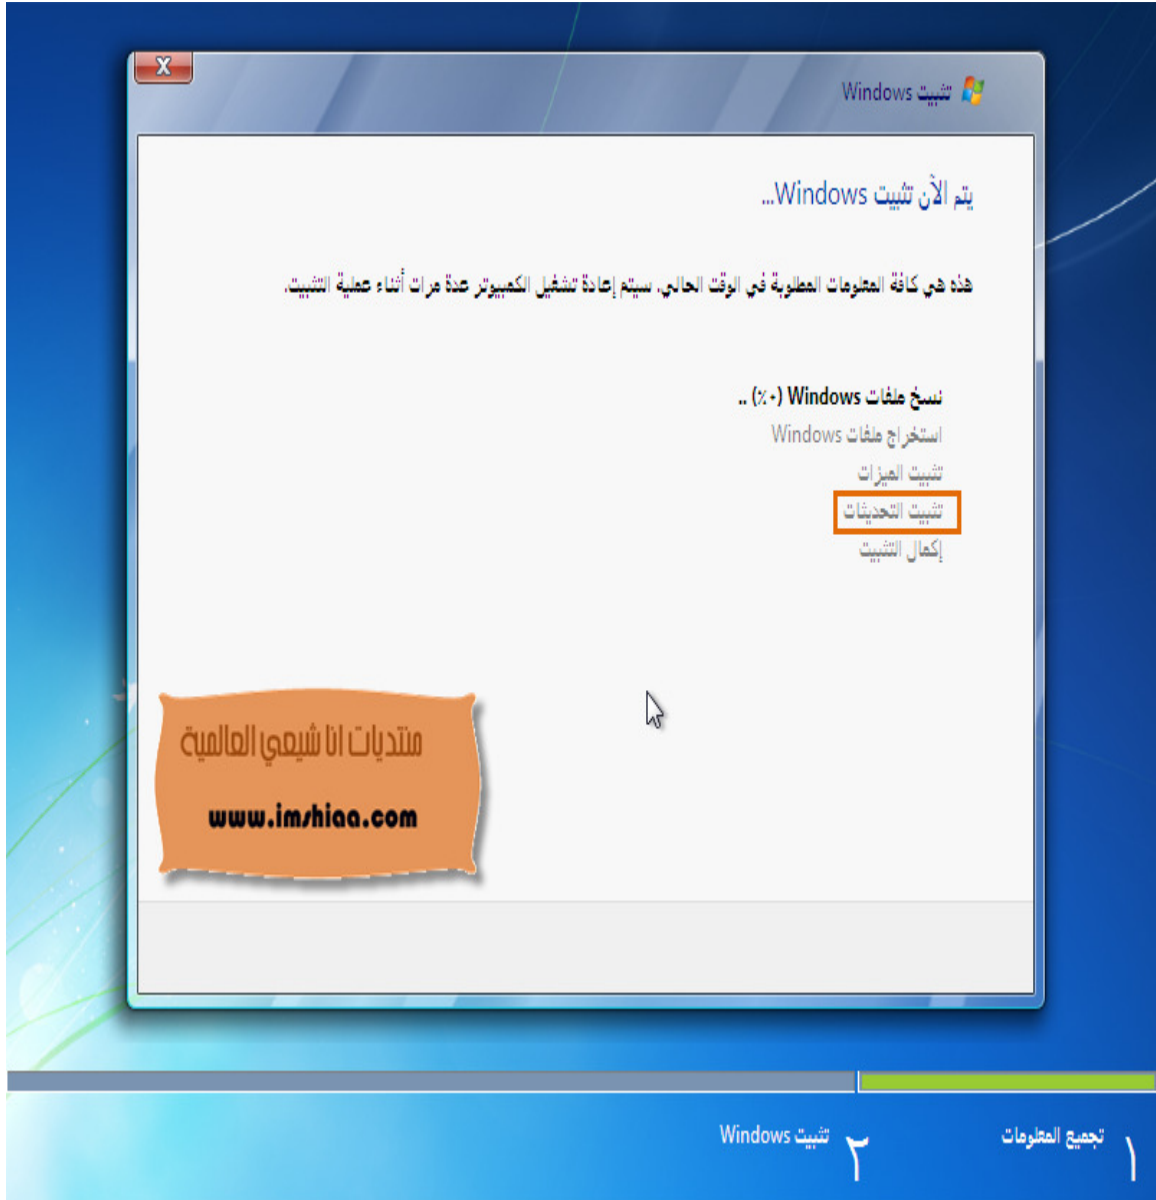 تثبيت Windows
يتم الآن تثبيت Windows...
هذه هي كافة المعلومات المطلوبة في الوقت الحالي. سيتم إعادة تشغيل الكمبيوتر عدة مرات أثناء عملية التثبيت.
نسخ ملفات Windows (٠٪) ..
استخراج ملفات Windows
تثبيت الميزات
تثبيت التحديثات
إكمال التثبيت
منتديات انا شيعي العالمية
www.imshiaa.com
١ تجميع المعلومات
٢ تثبيت Windows